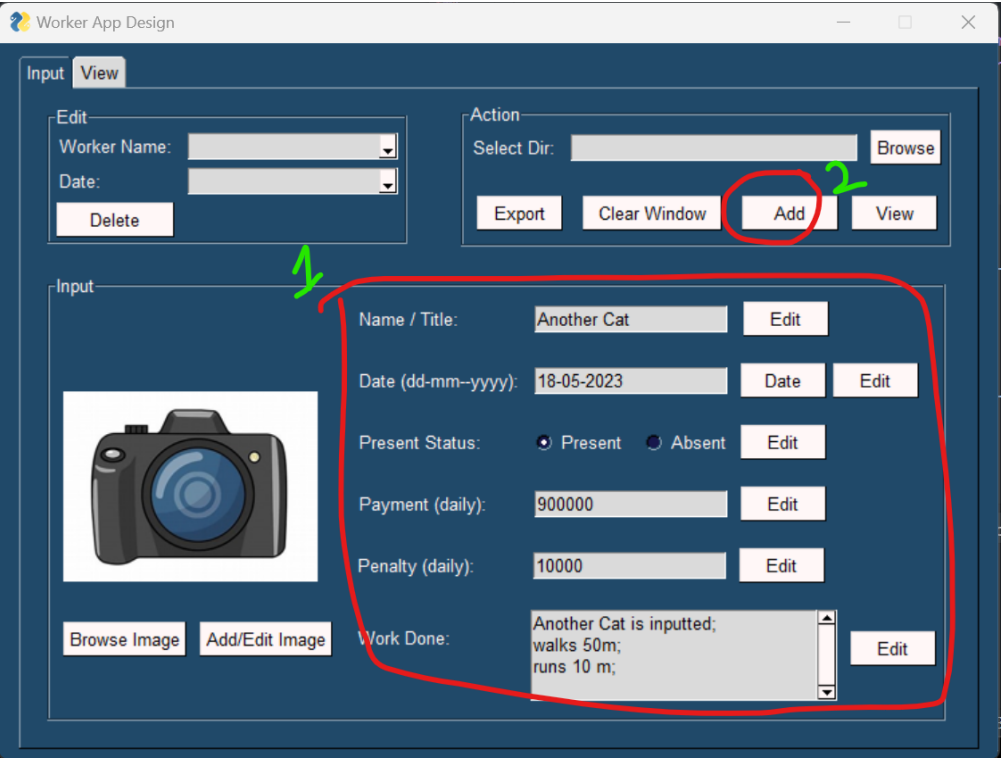 Worker App Design
Input View
Edit
Worker Name:
Date:
Delete
Action
Select Dir: Browse
Export Clear Window Add View
1
2
Input
Name / Title: Another Cat Edit
Date (dd-mm--yyyy): 18-05-2023 Date Edit
Present Status: Present Absent Edit
Payment (daily): 900000 Edit
Penalty (daily): 10000 Edit
Browse Image Add/Edit Image
Work Done: Another Cat is inputted;
walks 50m;
runs 10 m;
Edit